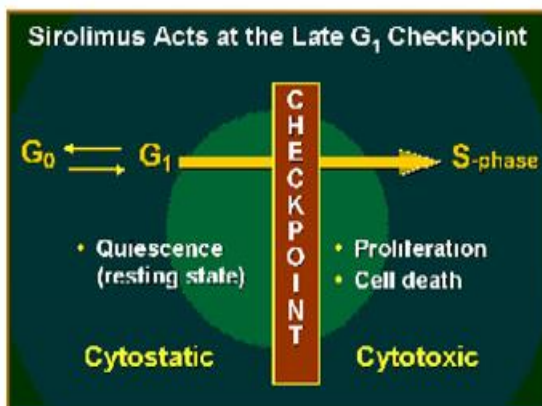 Sirolimus Acts at the Late G1 Checkpoint
G0 G1 S-phase
CHECKPOINT
• Quiescence
(resting state)
• Proliferation
• Cell death
Cytostatic
Cytotoxic